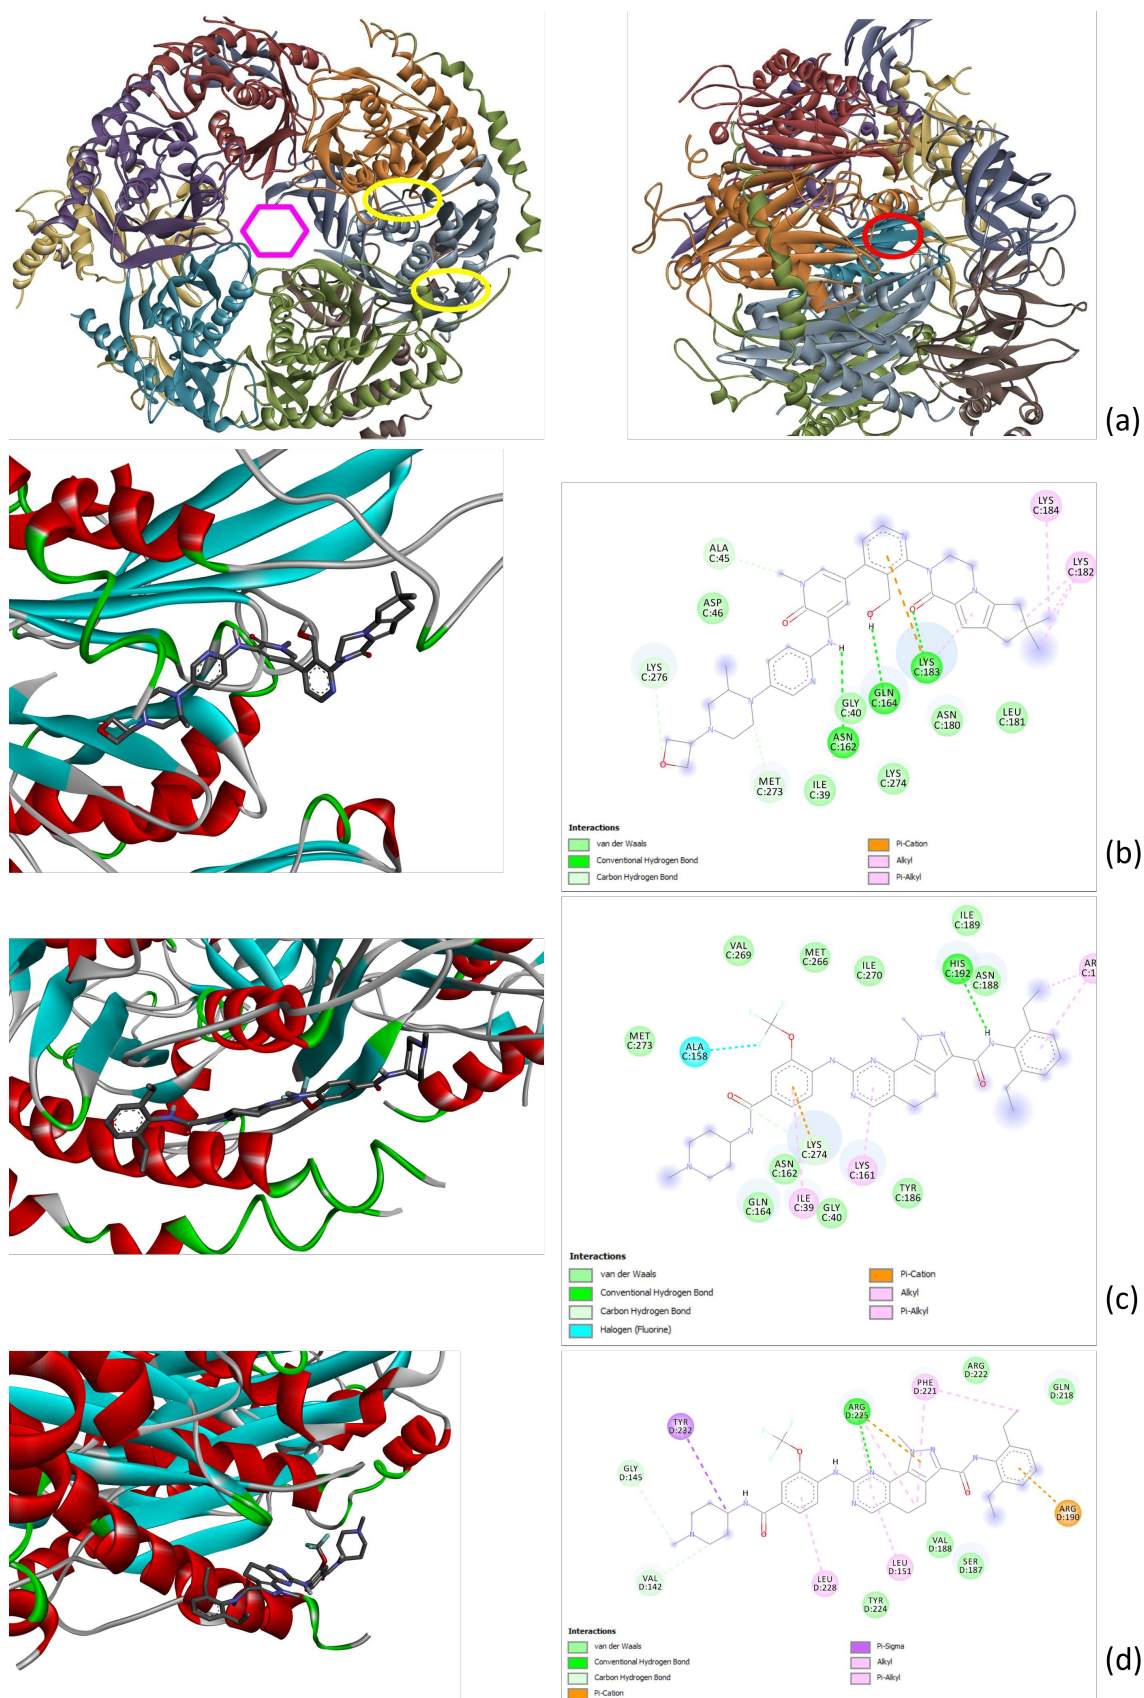 (a)
LYS
C:184
ALA
C:45
LYS
C:182
ASP
C:46
H
LYS
C:276
H
LYS
C:183
GLY
C:40
GLN
C:164
ASN
C:180
LEU
C:181
ASN
C:162
MET
C:273
ILE
C:39
LYS
C:274
Interactions
van der Waals
Conventional Hydrogen Bond
Carbon Hydrogen Bond
Pi-Cation
Alkyl
Pi-Alkyl
(b)
ILE
C:189
VAL
C:269
MET
C:266
ILE
C:270
HIS
C:192
ASN
C:188
AR
C:1
MET
C:273
ALA
C:158
H
LYS
C:274
ASN
C:162
LYS
C:161
TYR
C:186
GLN
C:164
ILE
C:39
GLY
C:40
Interactions
van der Waals
Conventional Hydrogen Bond
Carbon Hydrogen Bond
Halogen (Fluorine)
Pi-Cation
Alkyl
Pi-Alkyl
(c)
ARG
D:222
PHE
D:221
GLN
D:218
ARG
D:225
TYR
D:232
GLY
D:145
H
H
ARG
D:190
VAL
D:188
SER
D:187
LEU
D:151
VAL
D:142
LEU
D:228
TYR
D:224
Interactions
van der Waals
Conventional Hydrogen Bond
Carbon Hydrogen Bond
Pi-Cation
Pi-Sigma
Alkyl
Pi-Alkyl
(d)